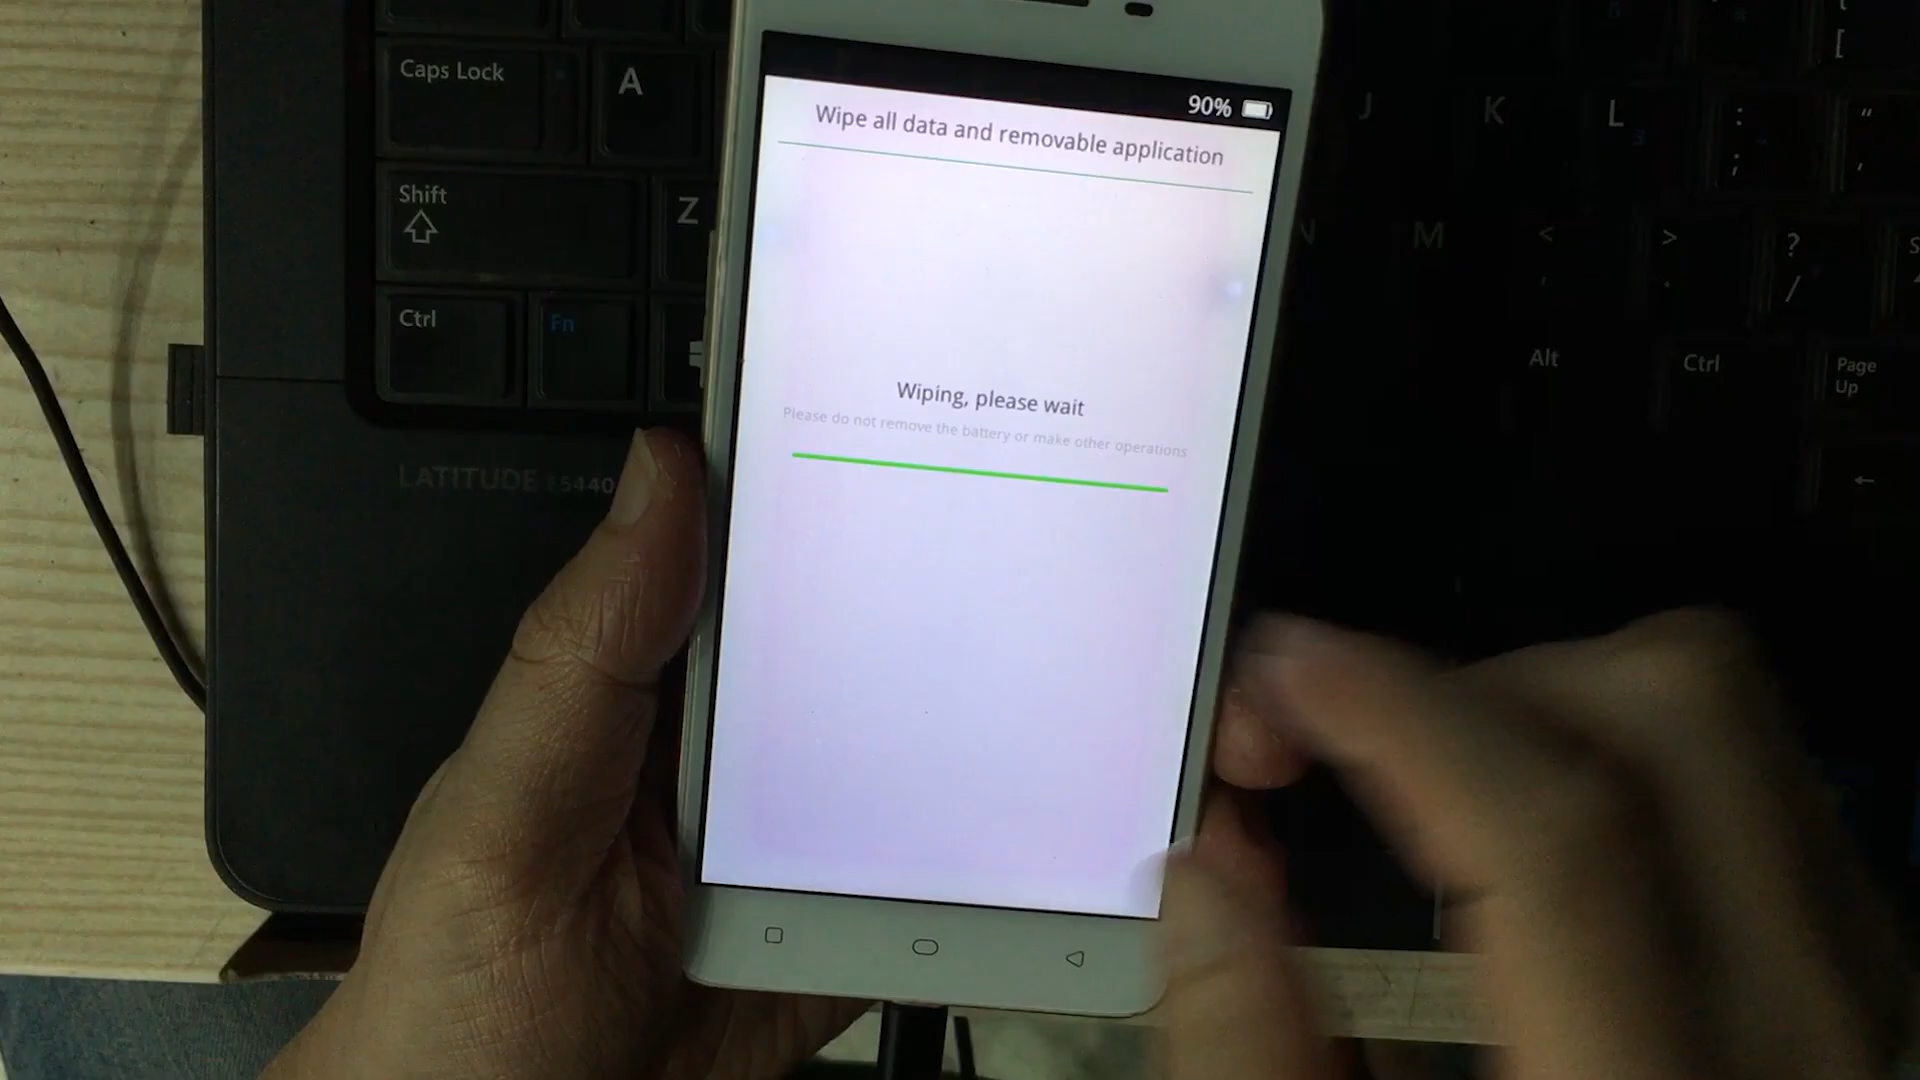 90%
Wipe all data and removable application
Wiping, please wait
Please do not remove the battery or make other operations
Caps Lock
A
Shift
Z
Ctrl
Fn
LATITUDE E5440
J
K
L
:
;
"
'
[
N
M
<
>
?
/
Alt
Ctrl
Page
Up